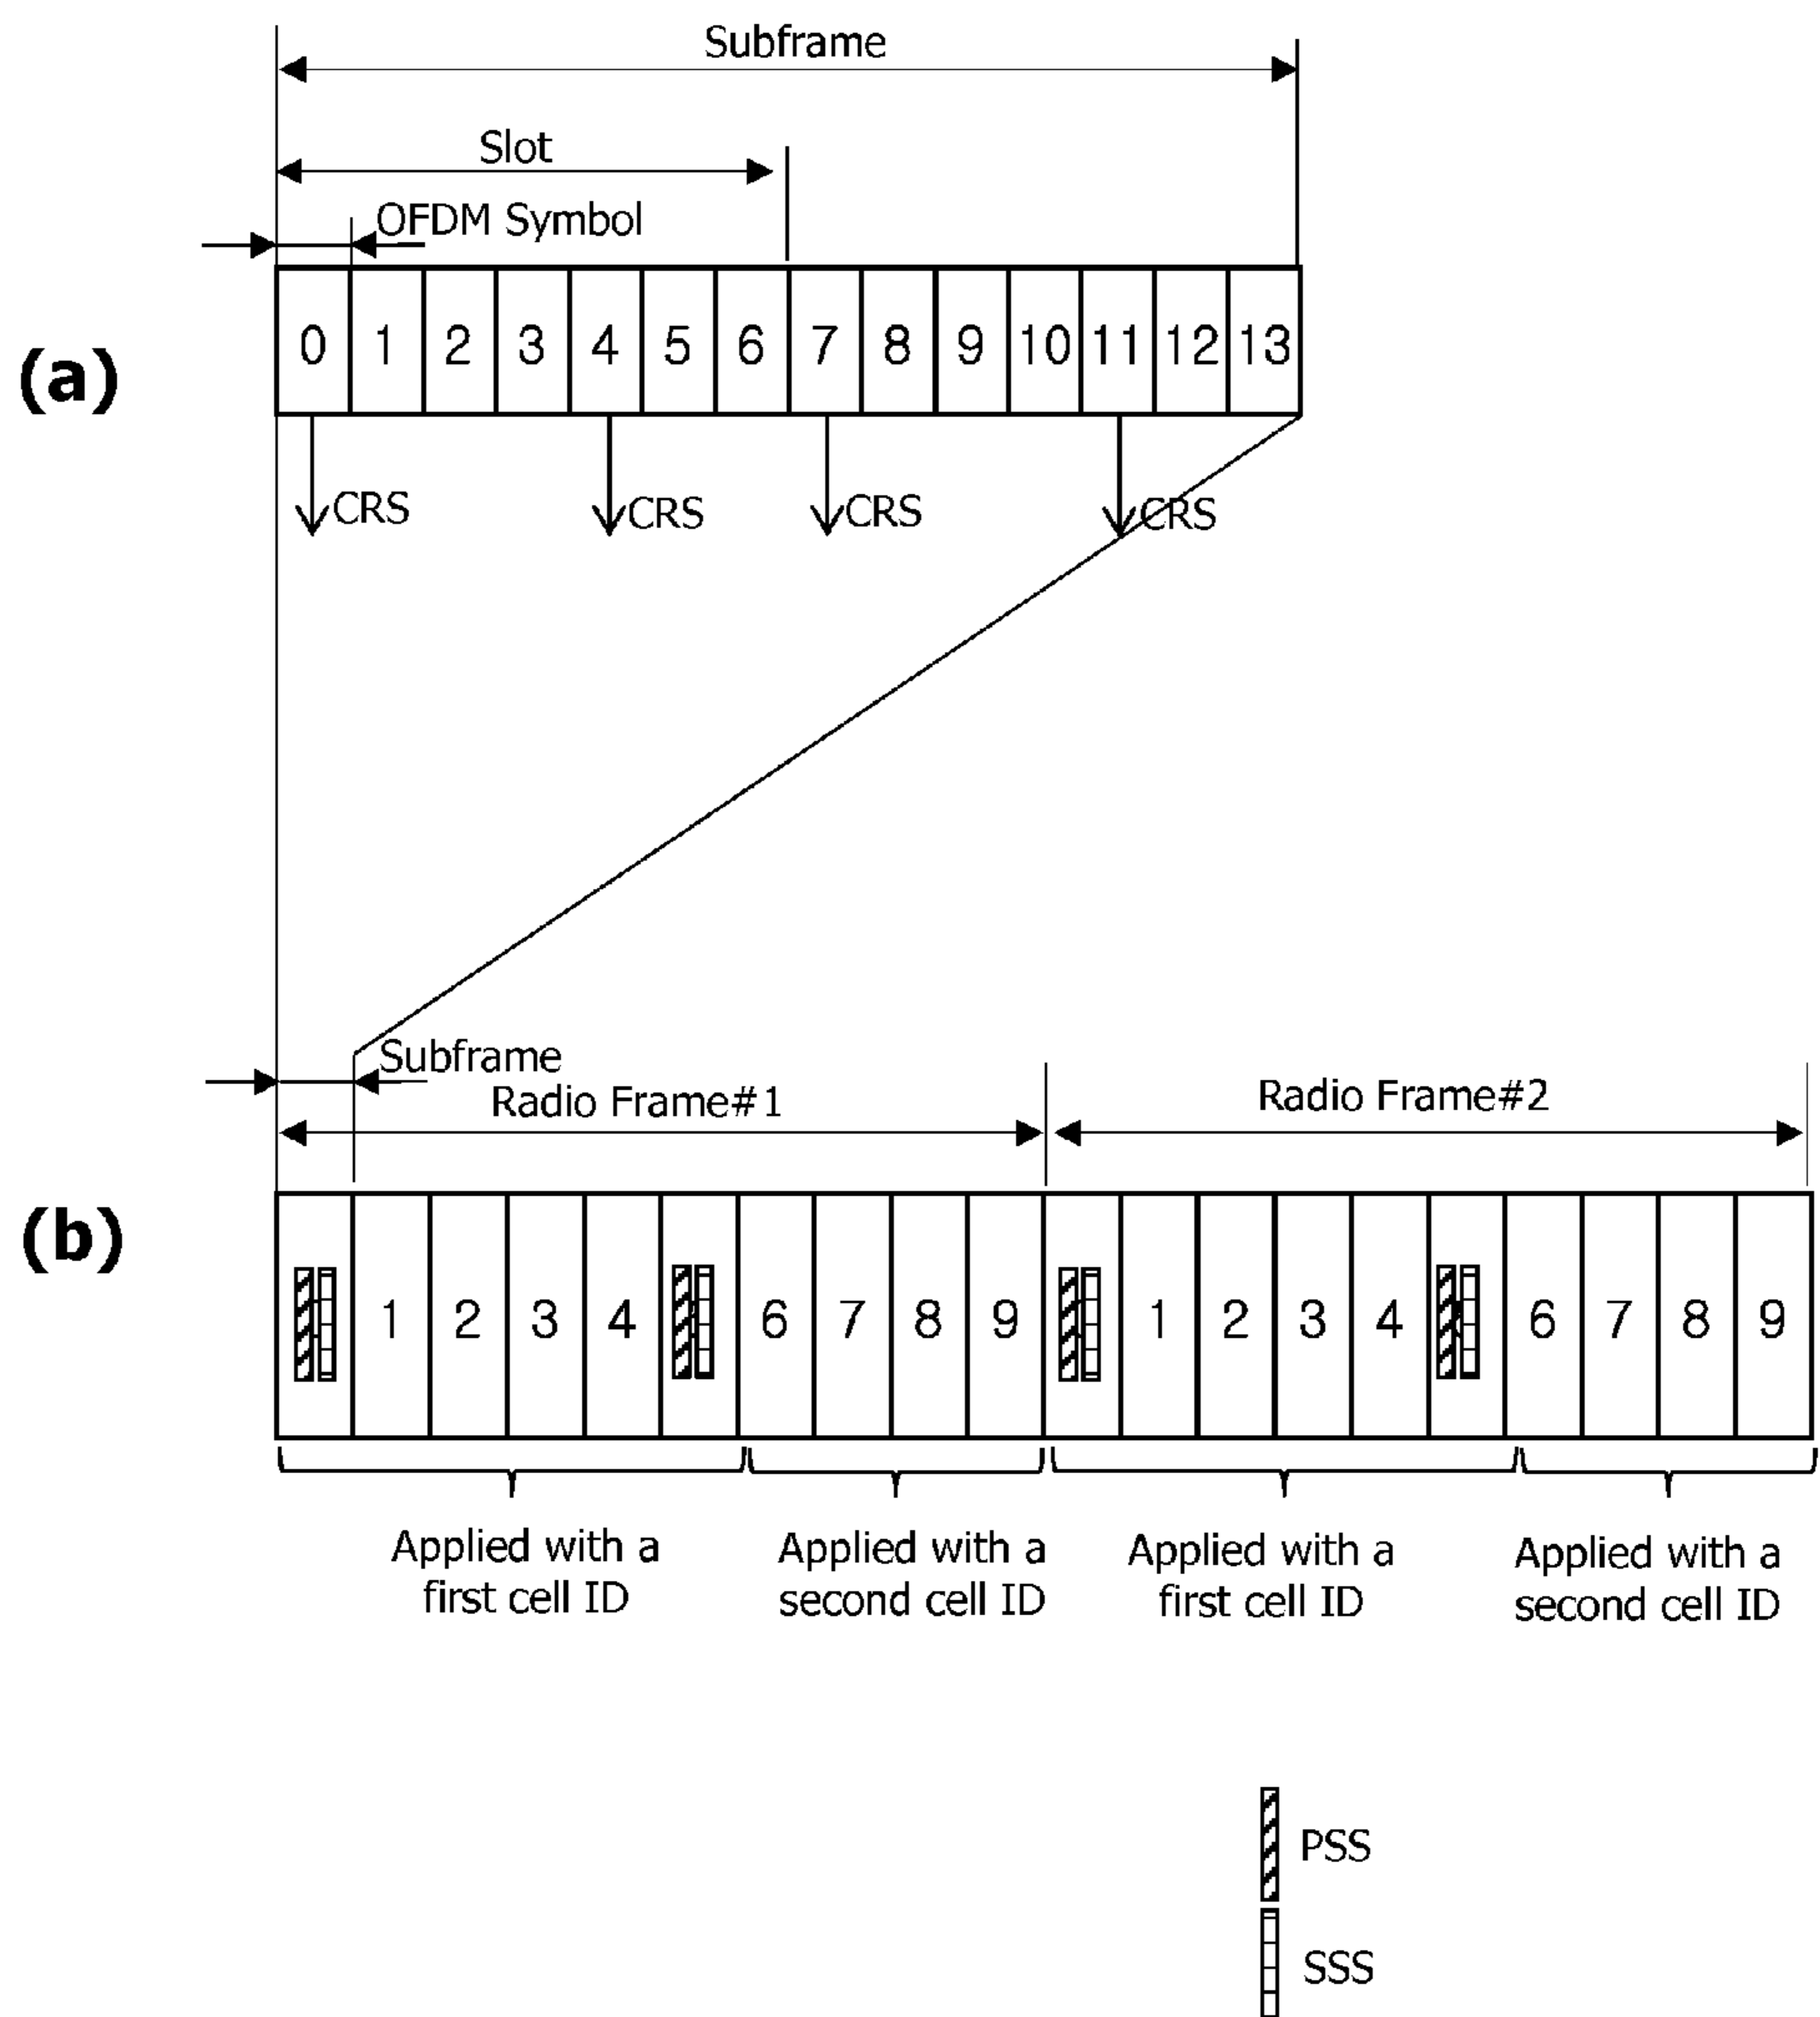 Subframe
Slot
OFDM Symbol
(a)
0 1 2 3 4 5 6 7 8 9 10 11 12 13
CRS CRS CRS CRS
Subframe
Radio Frame#1 Radio Frame#2
(b)
1 2 3 4 6 7 8 9 1 2 3 4 6 7 8 9
Applied with a
first cell ID
Applied with a
second cell ID
Applied with a
first cell ID
Applied with a
second cell ID
PSS
SSS